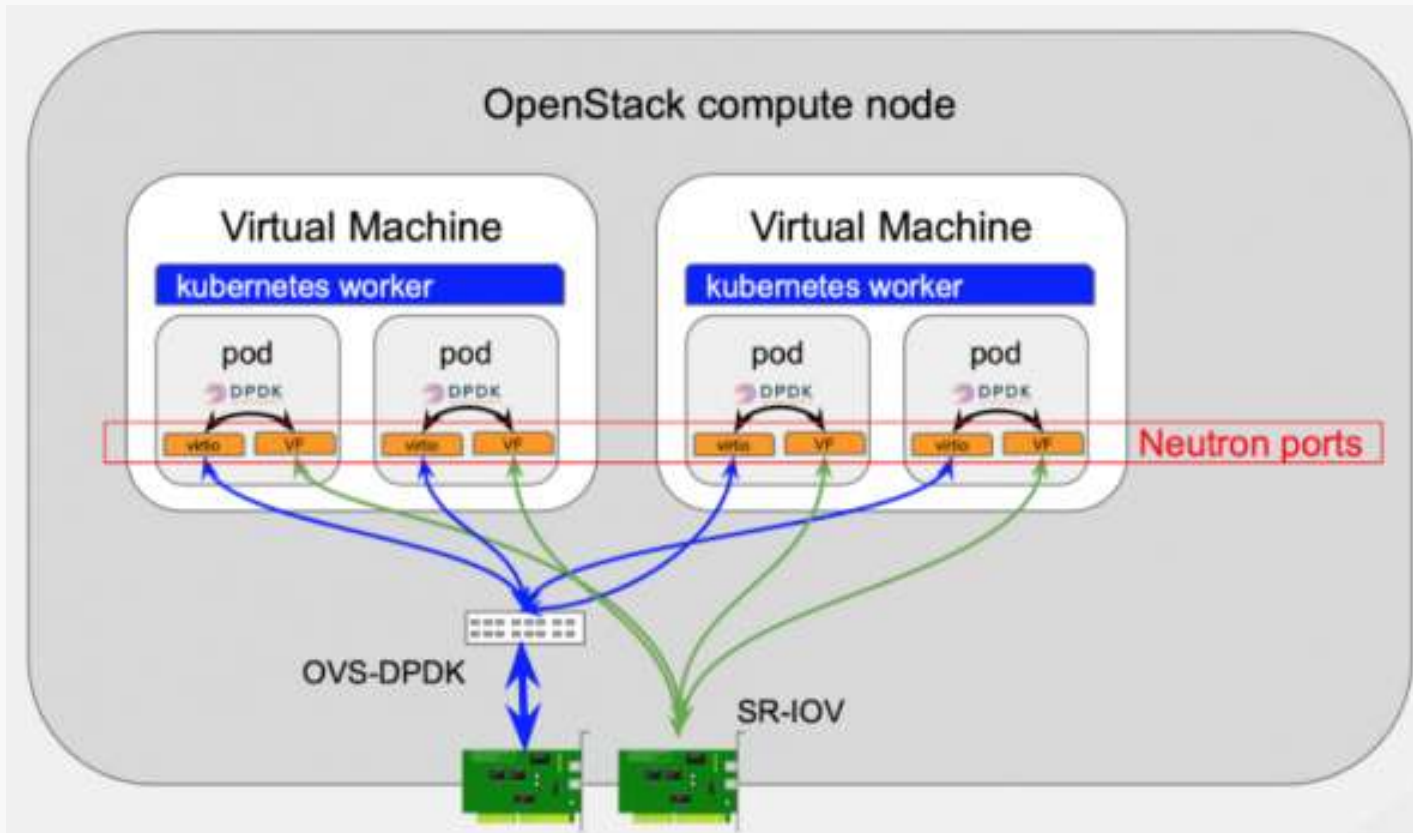 OpenStack compute node
Virtual Machine
kubernetes worker
pod
DPDK
virtio
VF
pod
DPDK
virtio
VF
Virtual Machine
kubernetes worker
pod
DPDK
virtio
VF
pod
DPDK
virtio
VF
Neutron ports
OVS-DPDK
SR-IOV